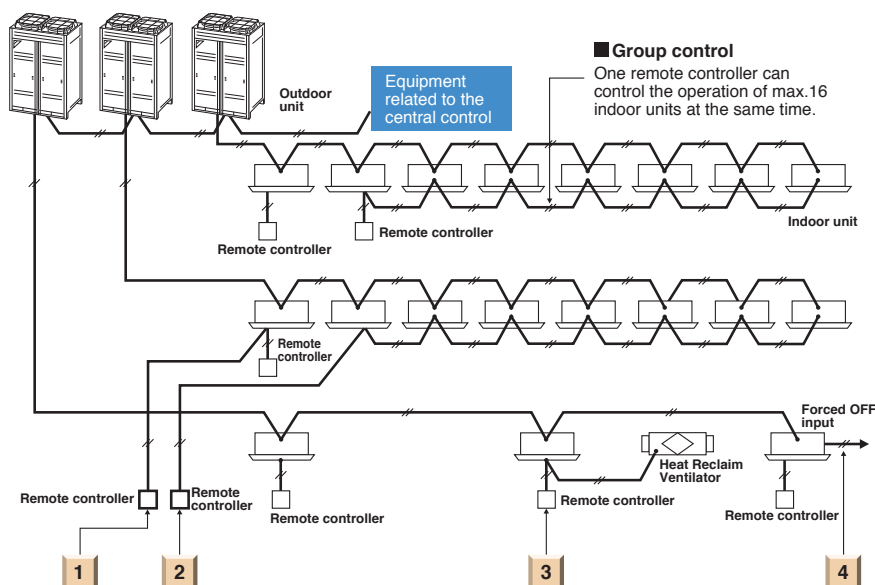 Outdoor
unit
Equipment
related to the
central control
■ Group control
One remote controller can
control the operation of max.16
indoor units at the same time.
Remote controller
Remote controller
Indoor unit
Remote
controller
Forced OFF
input
Heat Reclaim
Ventilator
Remote controller
Remote
controller
Remote controller
Remote controller
Remote controller
1
2
3
4